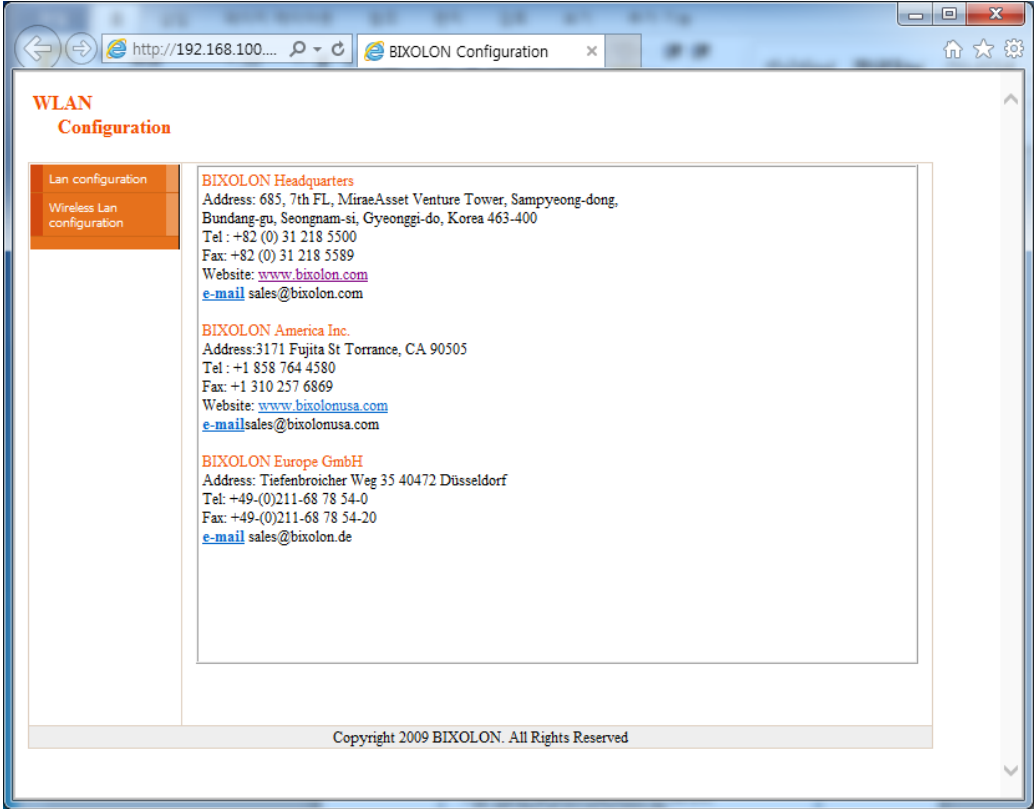 http://192.168.100....
BIXOLON Configuration
WLAN
Configuration
Lan configuration
Wireless Lan
configuration
BIXOLON Headquarters
Address: 685, 7th FL, MiraeAsset Venture Tower, Sampyeong-dong,
Bundang-gu, Seongnam-si, Gyeonggi-do, Korea 463-400
Tel : +82 (0) 31 218 5500
Fax: +82 (0) 31 218 5589
Website: www.bixolon.com
e-mail sales@bixolon.com
BIXOLON America Inc.
Address:3171 Fujita St Torrance, CA 90505
Tel : +1 858 764 4580
Fax: +1 310 257 6869
Website: www.bixolonusa.com
e-mailsales@bixolonusa.com
BIXOLON Europe GmbH
Address: Tiefenbroicher Weg 35 40472 Düsseldorf
Tel: +49-(0)211-68 78 54-0
Fax: +49-(0)211-68 78 54-20
e-mail sales@bixolon.de
Copyright 2009 BIXOLON. All Rights Reserved